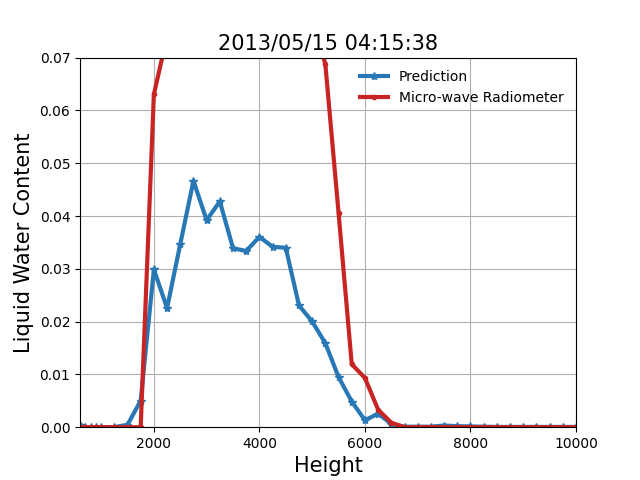 2013/05/15 04:15:38
0.07
0.06
0.05
0.04
0.03
0.02
0.01
0.00
Liquid Water Content
Prediction
Micro-wave Radiometer
2000 4000 6000 8000 10000
Height